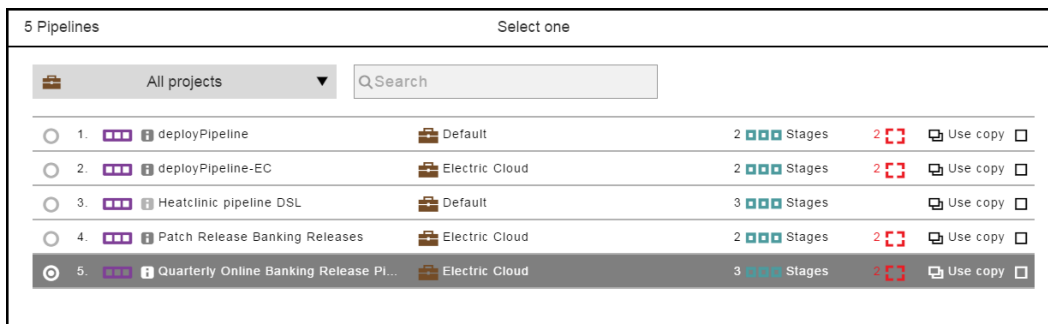 5 Pipelines Select one
All projects Search
1. deployPipeline Default 2 Stages 2 Use copy
2. deployPipeline-EC Electric Cloud 2 Stages 2 Use copy
3. Heatclinic pipeline DSL Default 3 Stages Use copy
4. Patch Release Banking Releases Electric Cloud 2 Stages 2 Use copy
5. Quarterly Online Banking Release Pi... Electric Cloud 3 Stages 2 Use copy